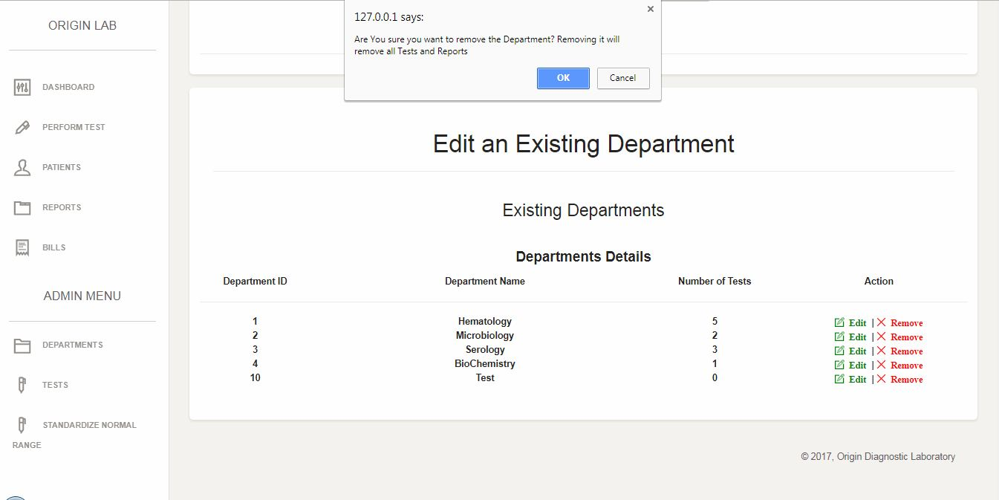 ORIGIN LAB
DASHBOARD
PERFORM TEST
PATIENTS
REPORTS
BILLS
ADMIN MENU
DEPARTMENTS
TESTS
STANDARDIZE NORMAL
RANGE
127.0.0.1 says:
Are You sure you want to remove the Department? Removing it will
remove all Tests and Reports
OK Cancel
Edit an Existing Department
Existing Departments
Departments Details
Department ID Department Name Number of Tests Action
1 Hematology 5 Edit | Remove
2 Microbiology 2 Edit | Remove
3 Serology 3 Edit | Remove
4 BioChemistry 1 Edit | Remove
10 Test 0 Edit | Remove
© 2017, Origin Diagnostic Laboratory